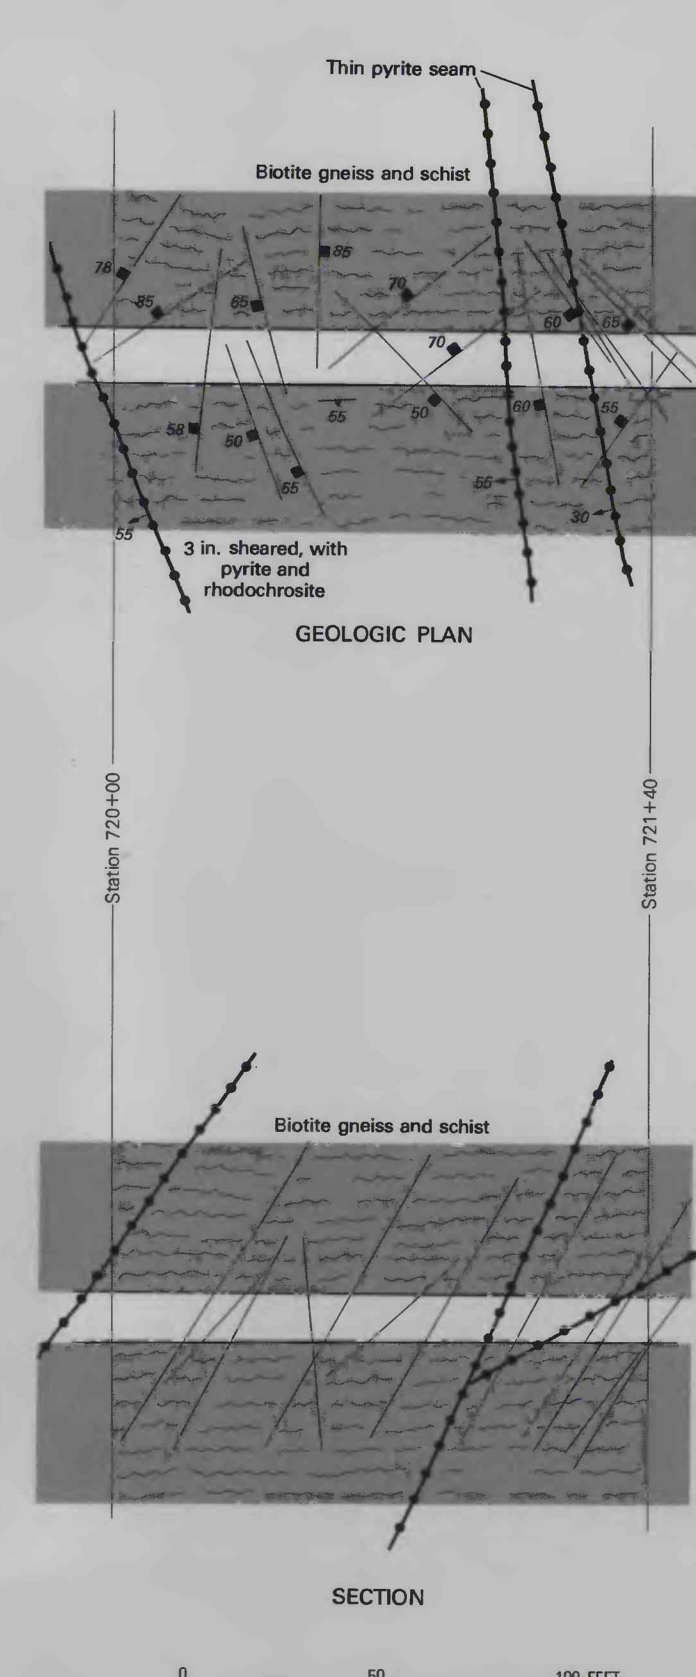 Thin pyrite seam
Biotite gneiss and schist
85
78
70
85
65
60
65
70
55
50
60
55
58
50
55
55
30
55
3 in. sheared, with
pyrite and
rhodochrosite
GEOLOGIC PLAN
Station 720+00
Station 721+40
Biotite gneiss and schist
SECTION
0 50 100 FEET